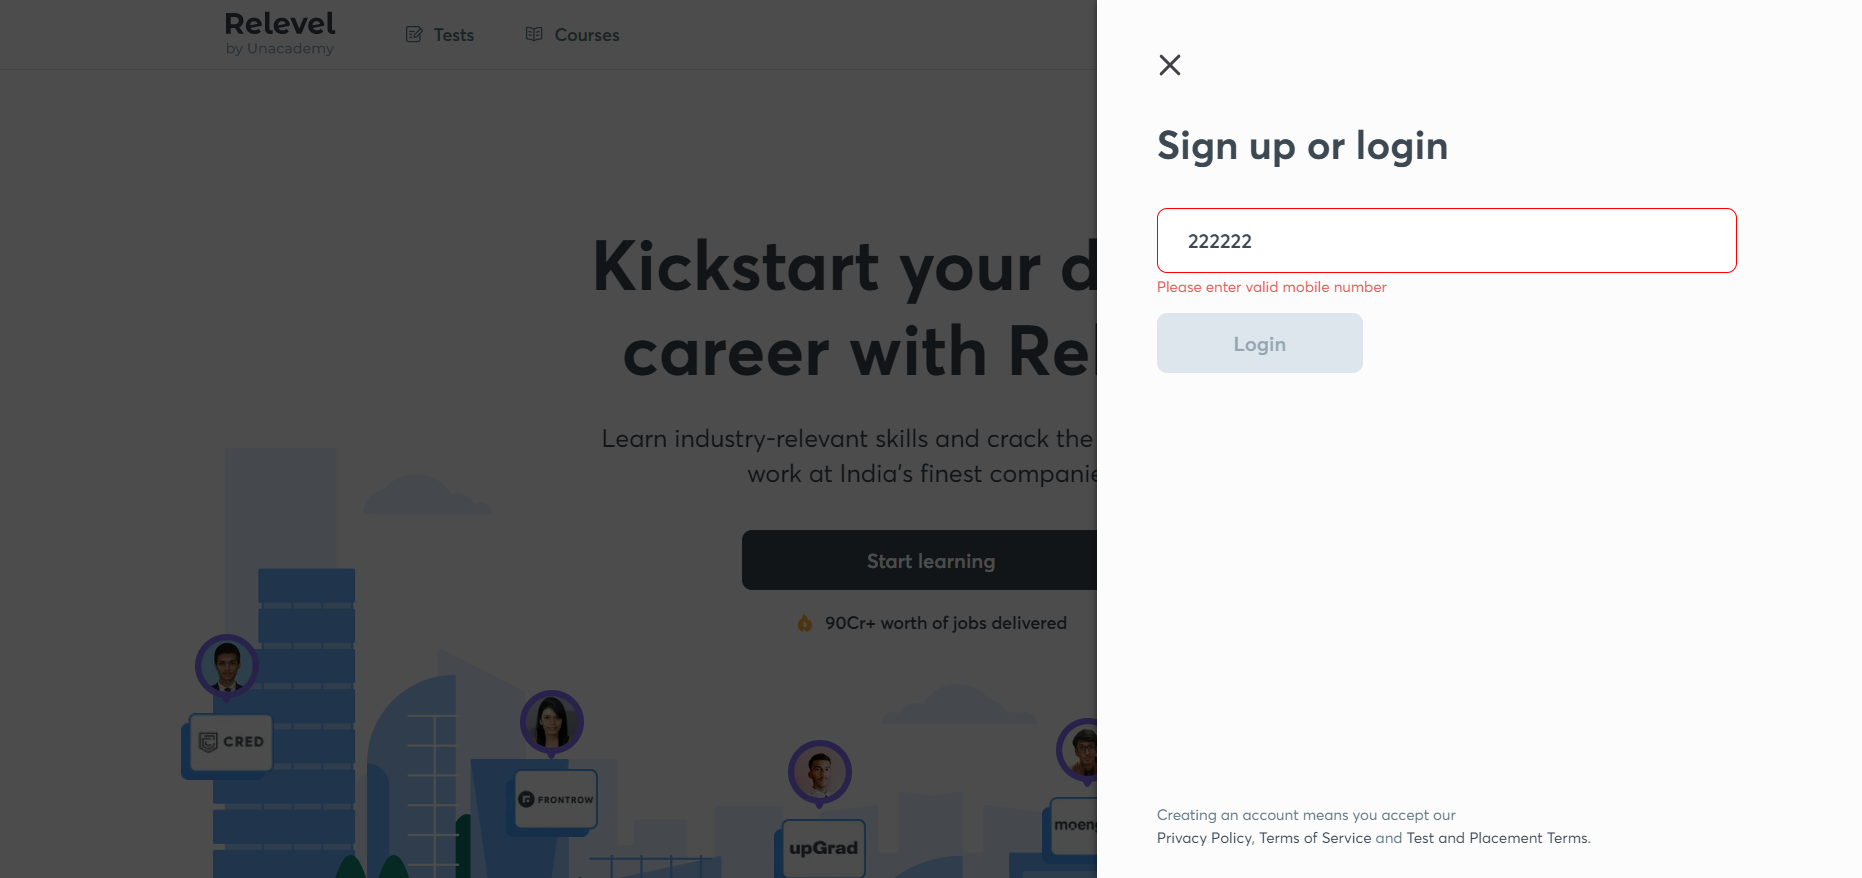 Relevel
by Unacademy
Tests
Courses
Kickstart your d
career with Rel
Learn industry-relevant skills and crack the
work at India's finest companie
Start learning
90Cr+ worth of jobs delivered
CRED
FRONTROW
upGrad
moeng
Sign up or login
222222
Please enter valid mobile number
Login
Creating an account means you accept our
Privacy Policy, Terms of Service and Test and Placement Terms.